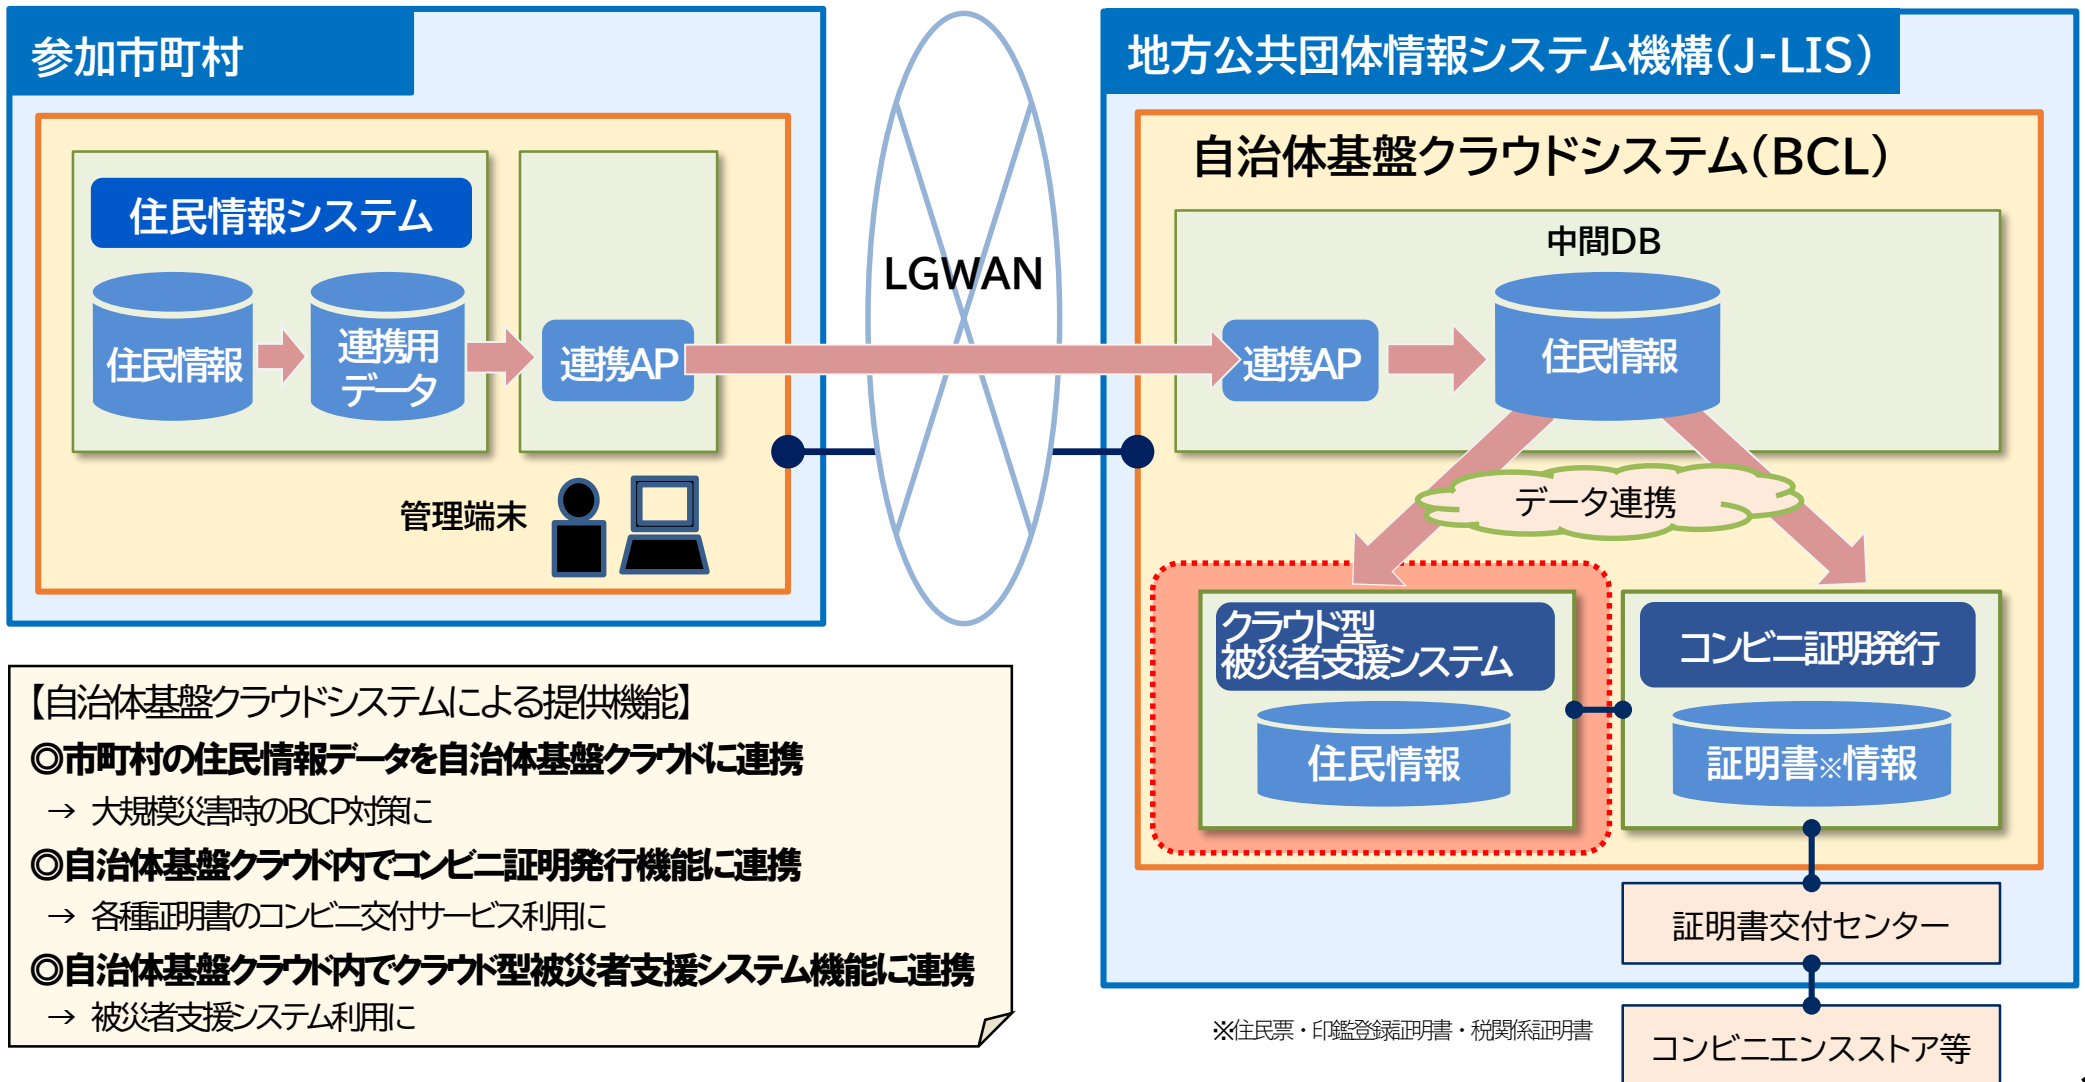 参加市町村
住民情報システム
住民情報
連携用
データ
連携AP
管理端末
LGWAN
地方公共団体情報システム機構(J-LIS)
自治体基盤クラウドシステム(BCL)
中間DB
連携AP
住民情報
データ連携
クラウド型
被災者支援システム
住民情報
コンビニ証明発行
証明書※情報
証明書交付センター
コンビニエンスストア等
※住民票・印鑑登録証明書・税関係証明書
【自治体基盤クラウドシステムによる提供機能】
◎市町村の住民情報データを自治体基盤クラウドに連携
→ 大規模災害時のBCP対策に
◎自治体基盤クラウド内でコンビニ証明発行機能に連携
→ 各種証明書のコンビニ交付サービス利用に
◎自治体基盤クラウド内でクラウド型被災者支援システム機能に連携
→ 被災者支援システム利用に